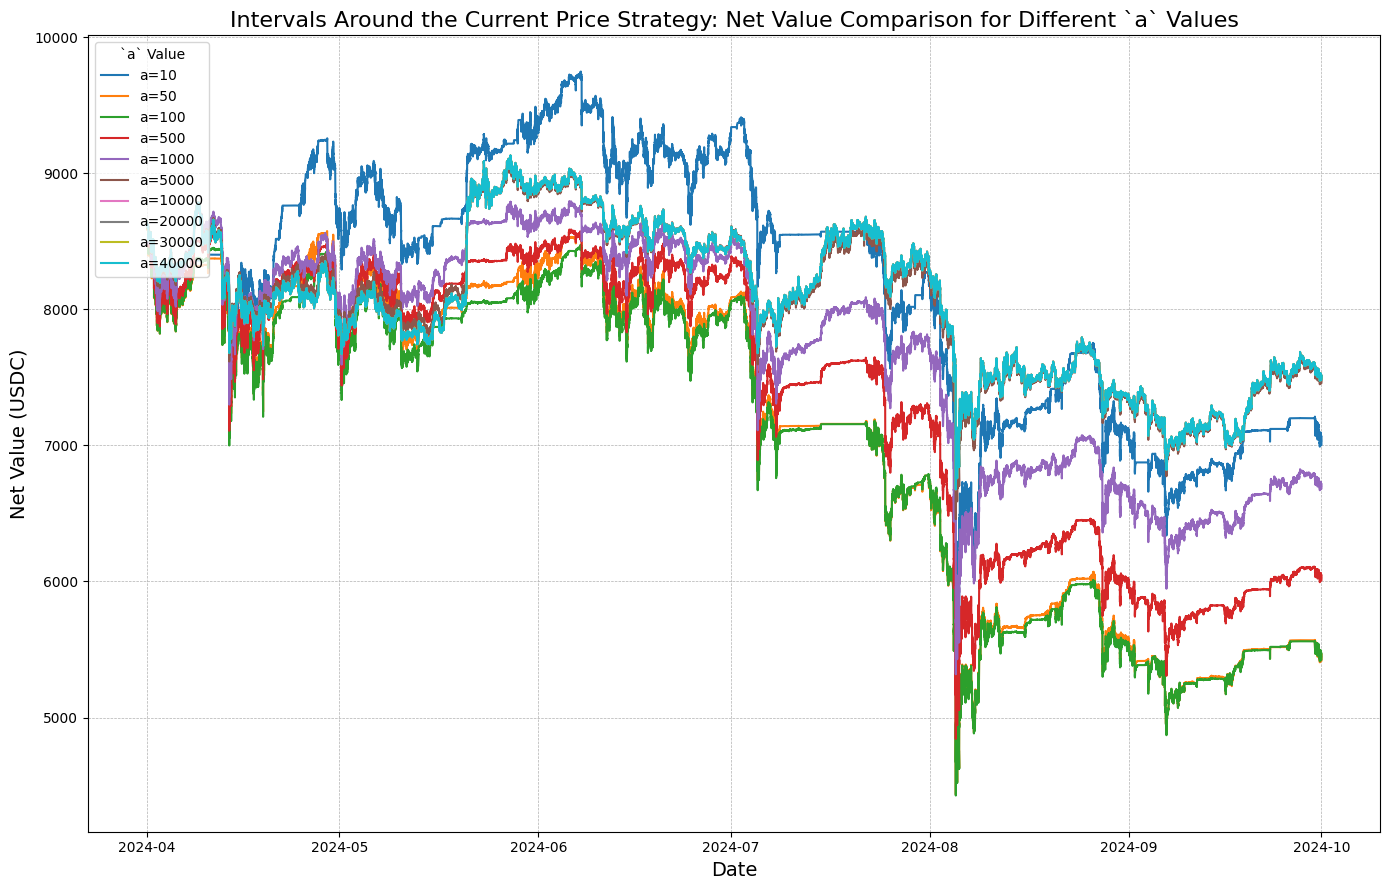 Intervals Around the Current Price Strategy: Net Value Comparison for Different `a` Values
10000
9000
8000
7000
6000
5000
Net Value (USDC)
`a` Value
a=10
a=50
a=100
a=500
a=1000
a=5000
a=10000
a=20000
a=30000
a=40000
2024-04
2024-05
2024-06
2024-07
2024-08
2024-09
2024-10
Date